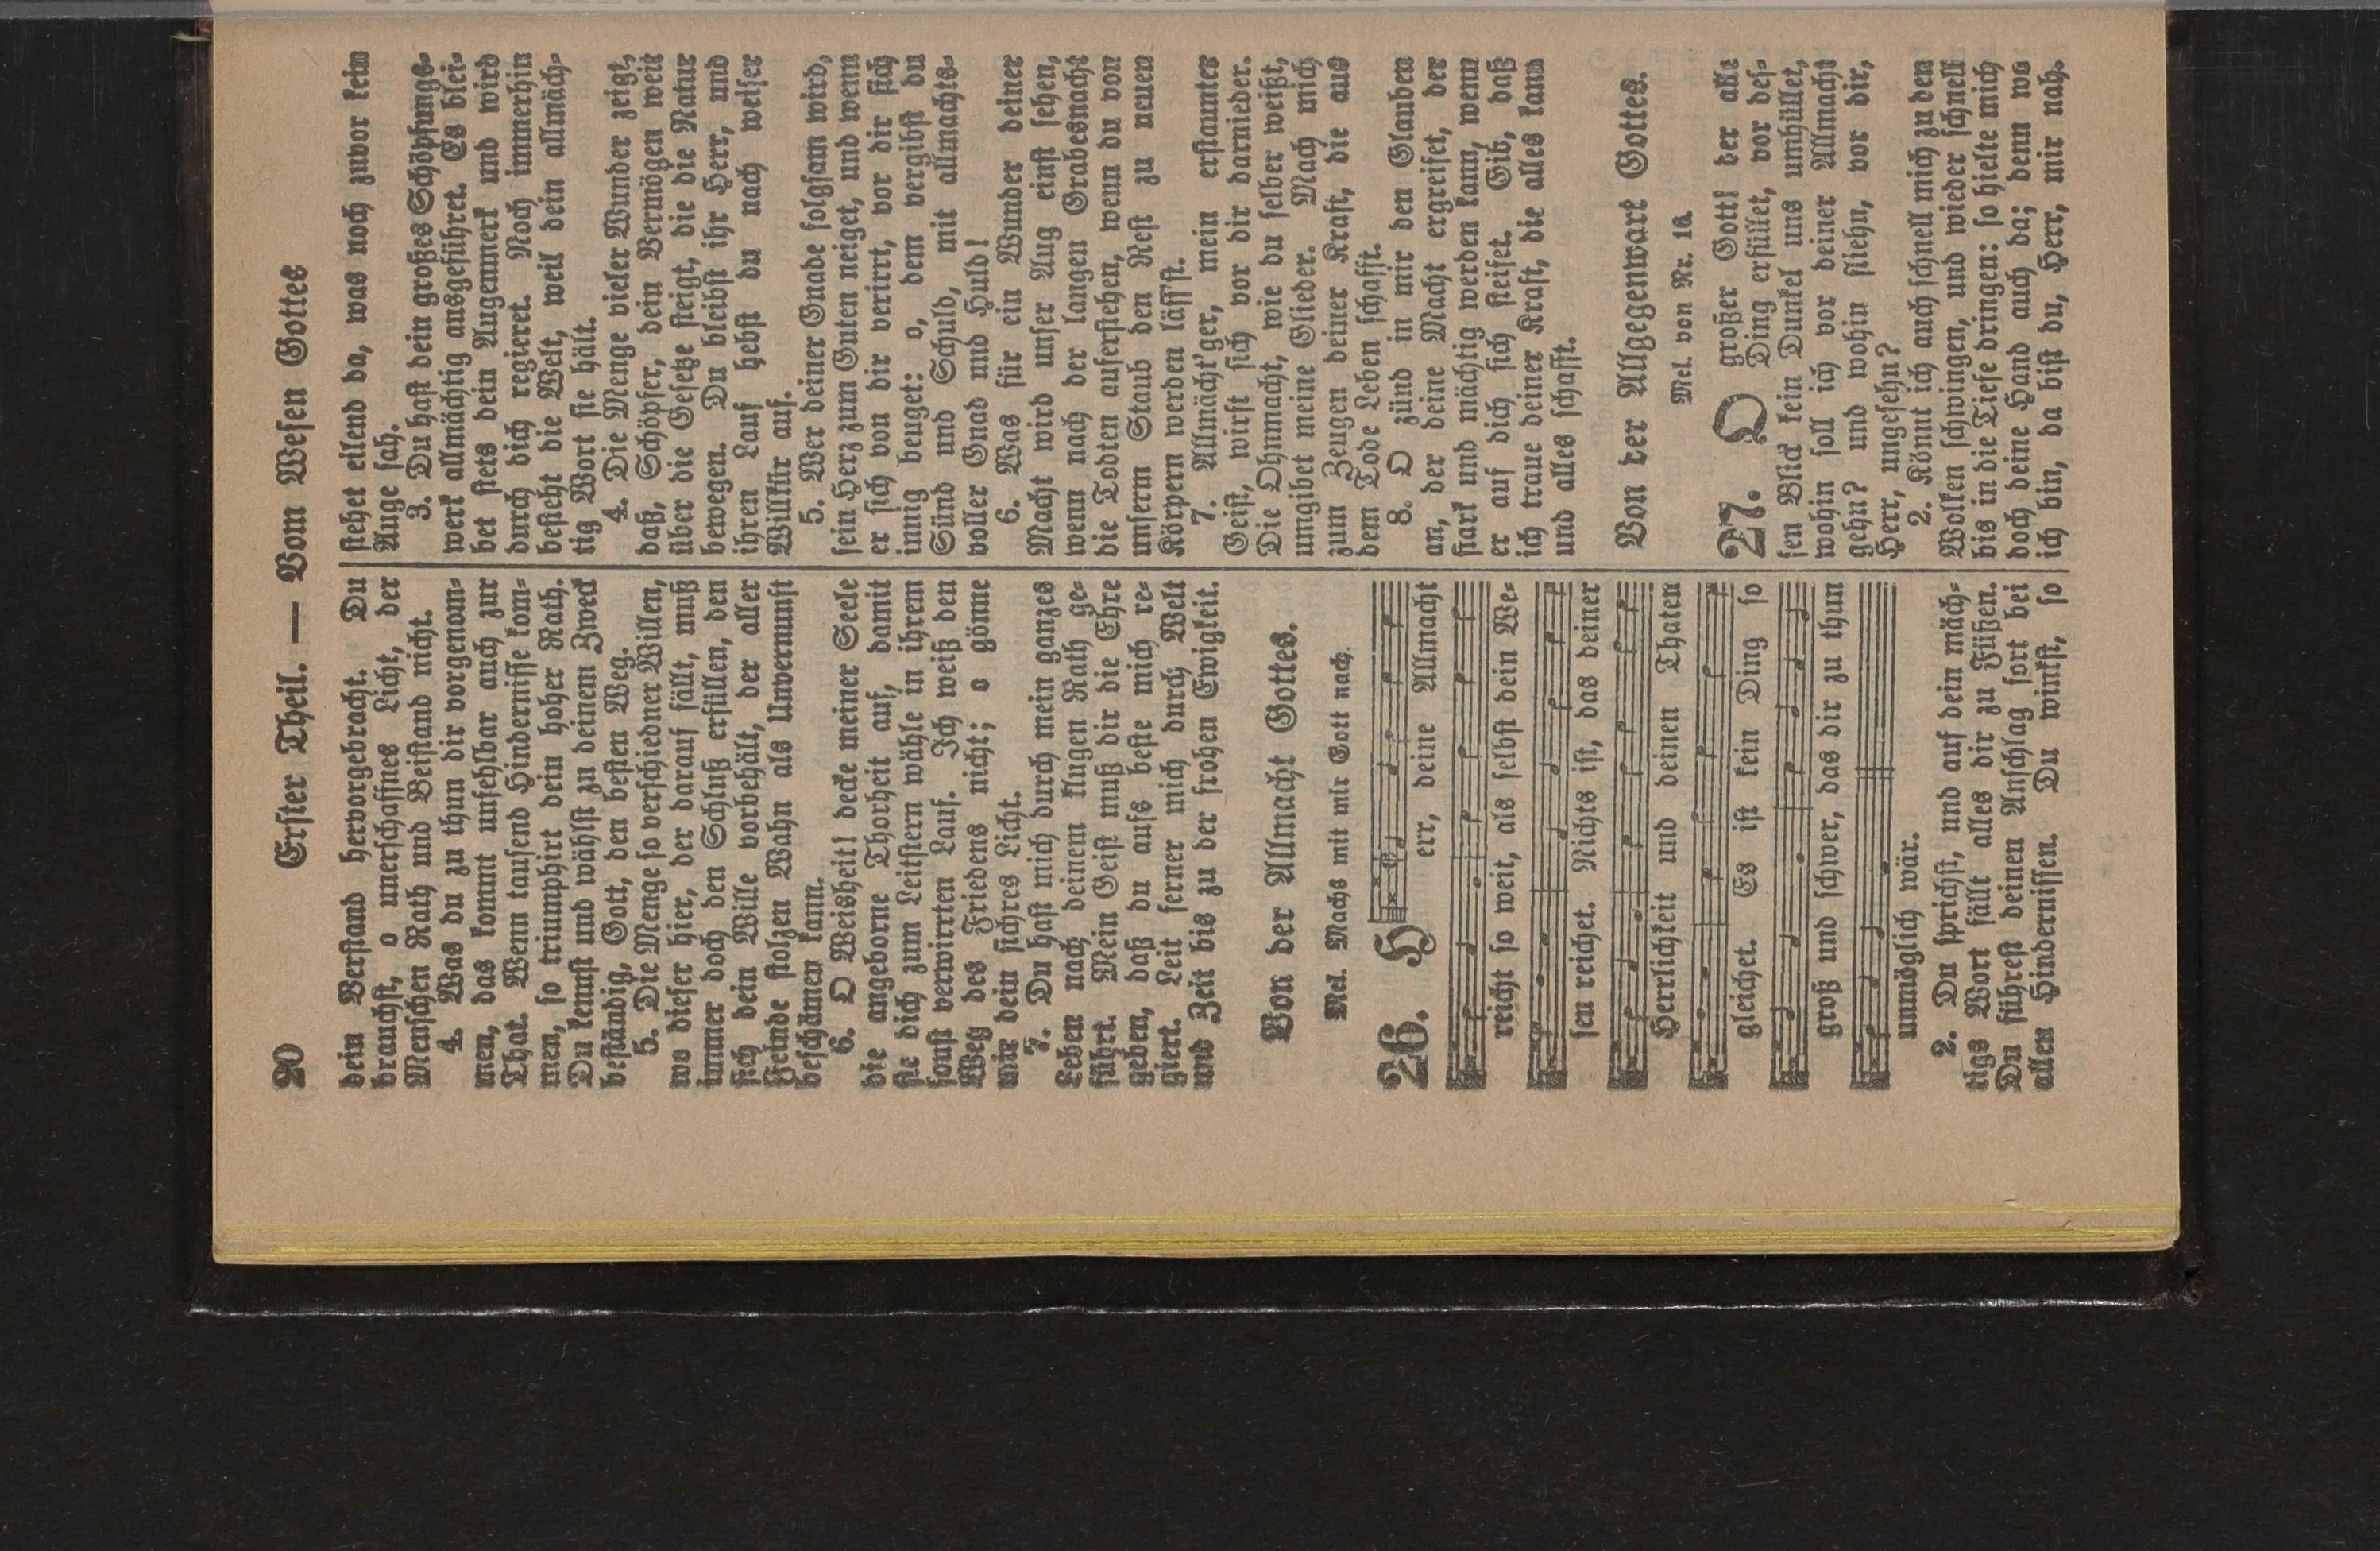 20 Erster Theil. — Vom Wesen Gottes
dein Verstand hervorgebracht. Du
brauchst, o unerschaffnes Licht, der
Menschen Rath und Beistand nicht.
4. Was du zu thun dir vorgenom-
men, das kommt unfehlbar auch zur
That. Wenn tausend Hindernisse kom-
men, so triumphirt dein hoher Rath.
Du kennst und wählst zu deinem Zweck
beständig, Gott, den besten Weg.
5. Die Menge so verschiedner Willen,
wo dieser hier, der darauf fällt, muß
immer doch den Schluß erfüllen, den
sich dein Wille vorbehält, der aller
Feinde stolzen Wahn als Unvernunft
beschämen kann.
6. O Weisheit! decke meiner Seele
die angeborne Thorheit auf, damit
sie dich zum Leitstern wähle in ihrem
sonst verwirrten Lauf. Ich weiß den
Weg des Friedens nicht; o gönne
mir dein sichres Licht.
7. Du hast mich durch mein ganzes
Leben nach deinem klugen Rath ge-
führt. Mein Geist muß dir die Ehre
geben, daß du aufs beste mich re-
giert. Leit ferner mich durch Welt
und Zeit bis zu der frohen Ewigkeit.
Von der Allmacht Gottes.
Mel. Machs mit mir Gott nach.
26. Herr, deine Allmacht
reicht so weit, als selbst dein We-
sen reichet. Nichts ist, das deiner
Herrlichkeit und deinen Thaten
gleichet. Es ist kein Ding so
groß und schwer, das dir zu thun
unmöglich wär.
2. Du sprichst, und auf dein mäch-
tigs Wort fällt alles dir zu Füßen.
Du führest deinen Anschlag fort bei
allen Hindernissen. Du winkst, so
stehet eilend da, was noch zuvor kein
Auge sah.
3. Du hast dein großes Schöpfungs-
werk allmächtig ausgeführet. Es blei-
bet stets dein Augenmerk und wird
durch dich regieret. Noch immerhin
besteht die Welt, weil dein allmäch-
tig Wort sie hält.
4. Die Menge vieler Wunder zeigt,
daß, Schöpfer, dein Vermögen weit
über die Gesetze steigt, die die Natur
bewegen. Du bleibst ihr Herr, und
ihren Lauf hebst du nach weiser
Willkür auf.
5. Wer deiner Gnade folgsam wird,
sein Herz zum Guten neiget, und wenn
er sich von dir verirrt, vor dir sich
innig beuget: o, dem vergibst du
Sünd und Schuld, mit allmachts-
voller Gnad und Huld!
6. Was für ein Wunder deiner
Macht wird unser Aug einst sehen,
wenn nach der langen Grabesnacht
die Todten auferstehen, wenn du von
unserm Staub den Rest zu neuen
Körpern werden läss'st.
7. Allmächt'ger, mein erstaunter
Geist, wirft sich vor dir darnieder.
Die Ohnmacht, wie du selber weißt,
umgibet meine Glieder. Mach mich
zum Zeugen deiner Kraft, die aus
dem Tode Leben schafft.
8. O zünd in mir den Glauben
an, der deine Macht ergreifet, der
stark und mächtig werden kann, wenn
er auf dich sich steifet. Gib, daß
ich traue deiner Kraft, die alles kann
und alles schafft.
Von der Allgegenwart Gottes.
Mel. von Nr. 16.
27. O großer Gott! der alle
Ding erfüllet, vor des-
sen Blick kein Dunkel uns umhüllet,
wohin soll ich vor deiner Allmacht
gehn? und wohin fliehn, vor dir,
Herr, ungesehn?
2. Könnt ich auch schnell mich zu den
Wolken schwingen, und wieder schnell
bis in die Tiefe dringen: so hielte mich
doch deine Hand auch da; denn wo
ich bin, da bist du, Herr, mir nah.